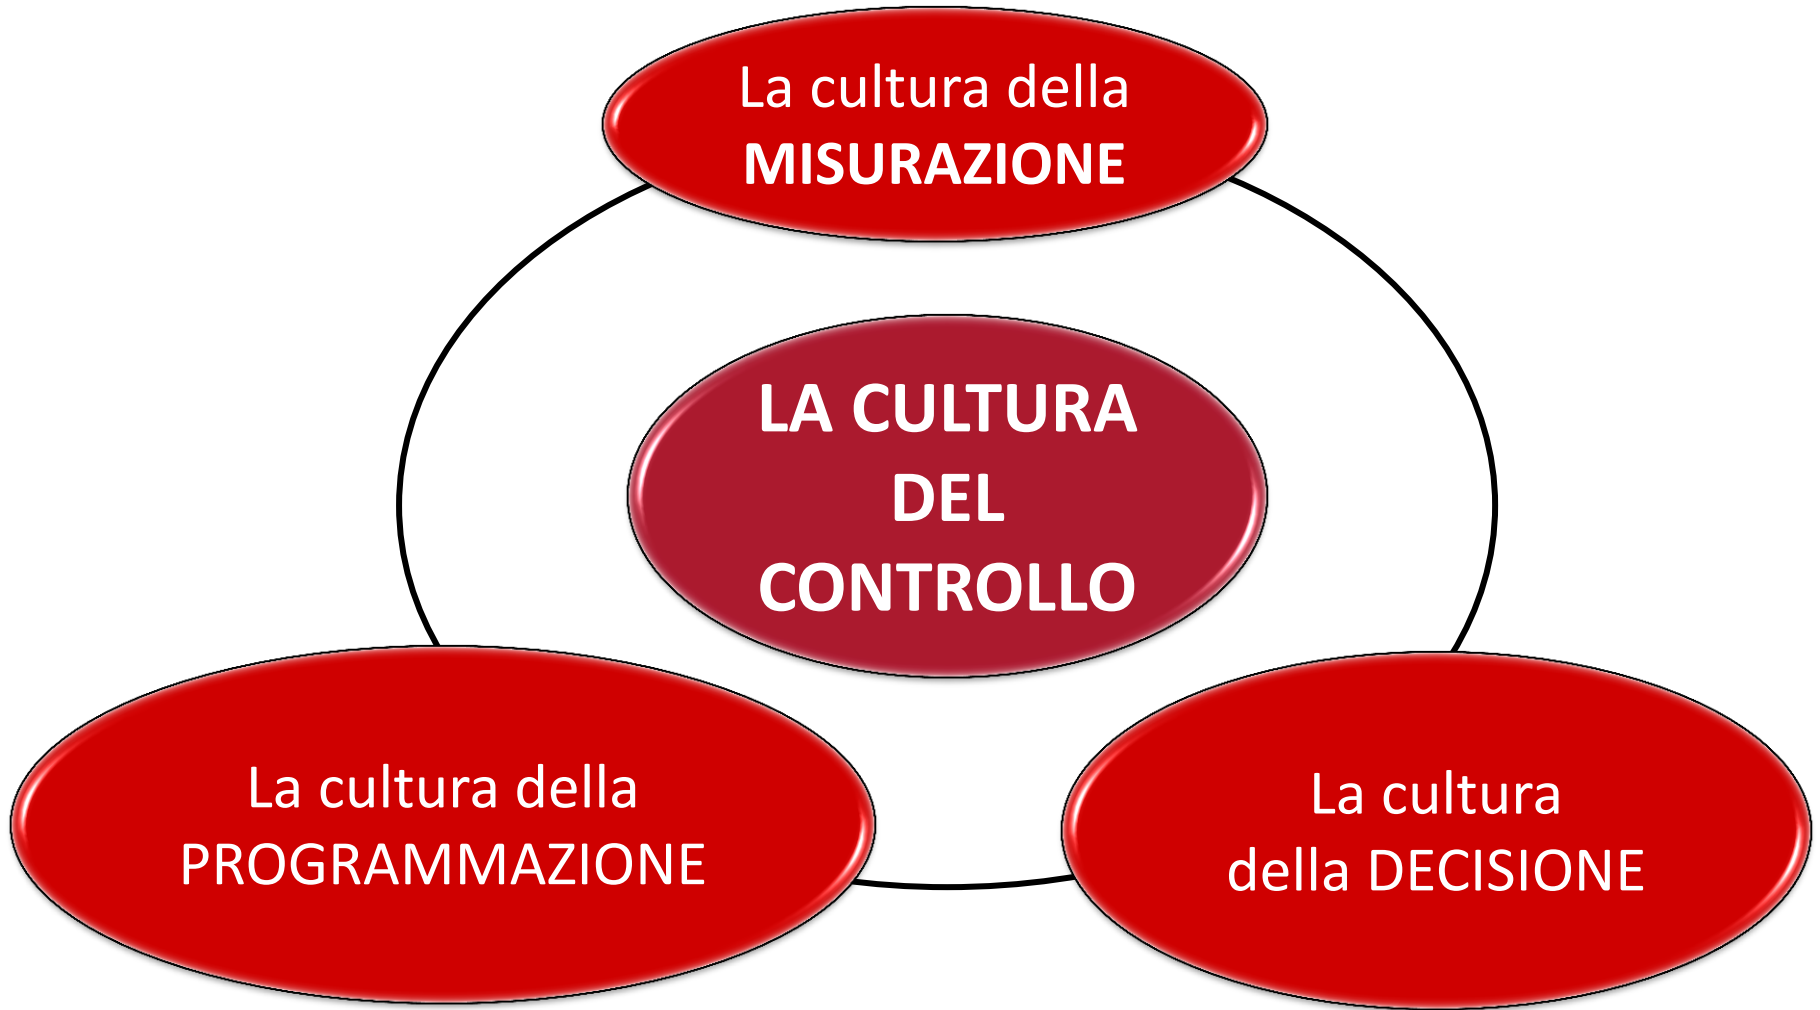 La cultura della
MISURAZIONE
LA CULTURA
DEL
CONTROLLO
La cultura della
PROGRAMMAZIONE
La cultura
della DECISIONE